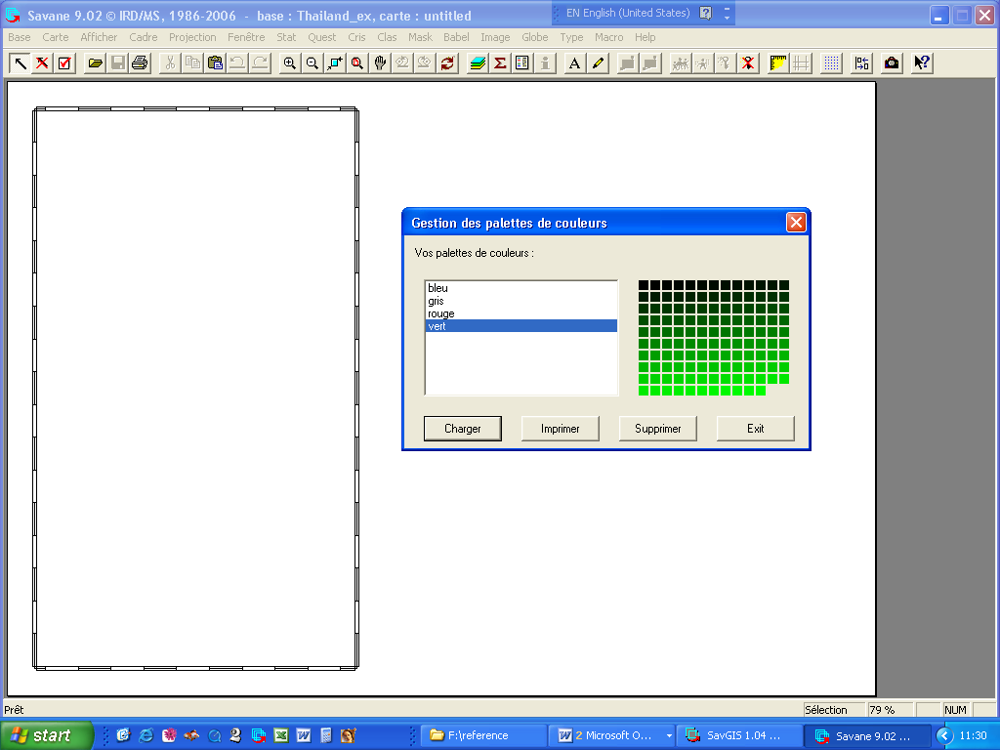 Savane 9.02 © IRD/MS, 1986-2006 - base : Thailand_ex, carte : untitled
EN English (United States)
Base Carte Afficher Cadre Projection Fenêtre Stat Quest Cris Clas Mask Babel Image Globe Type Macro Help
Gestion des palettes de couleurs
Vos palettes de couleurs :
bleu
gris
rouge
vert
Charger Imprimer Supprimer Exit
Prêt Sélection 79 % NUM
start F:\reference 2 Microsoft O... SavGIS 1.04 ... Savane 9.02 ... 11:30